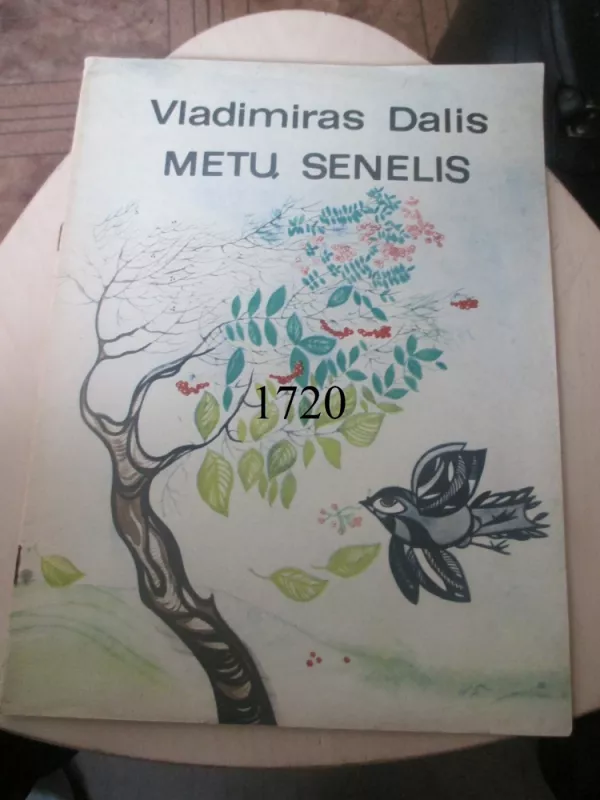 Vladimiras Dalis
METŲ SENELIS
1720